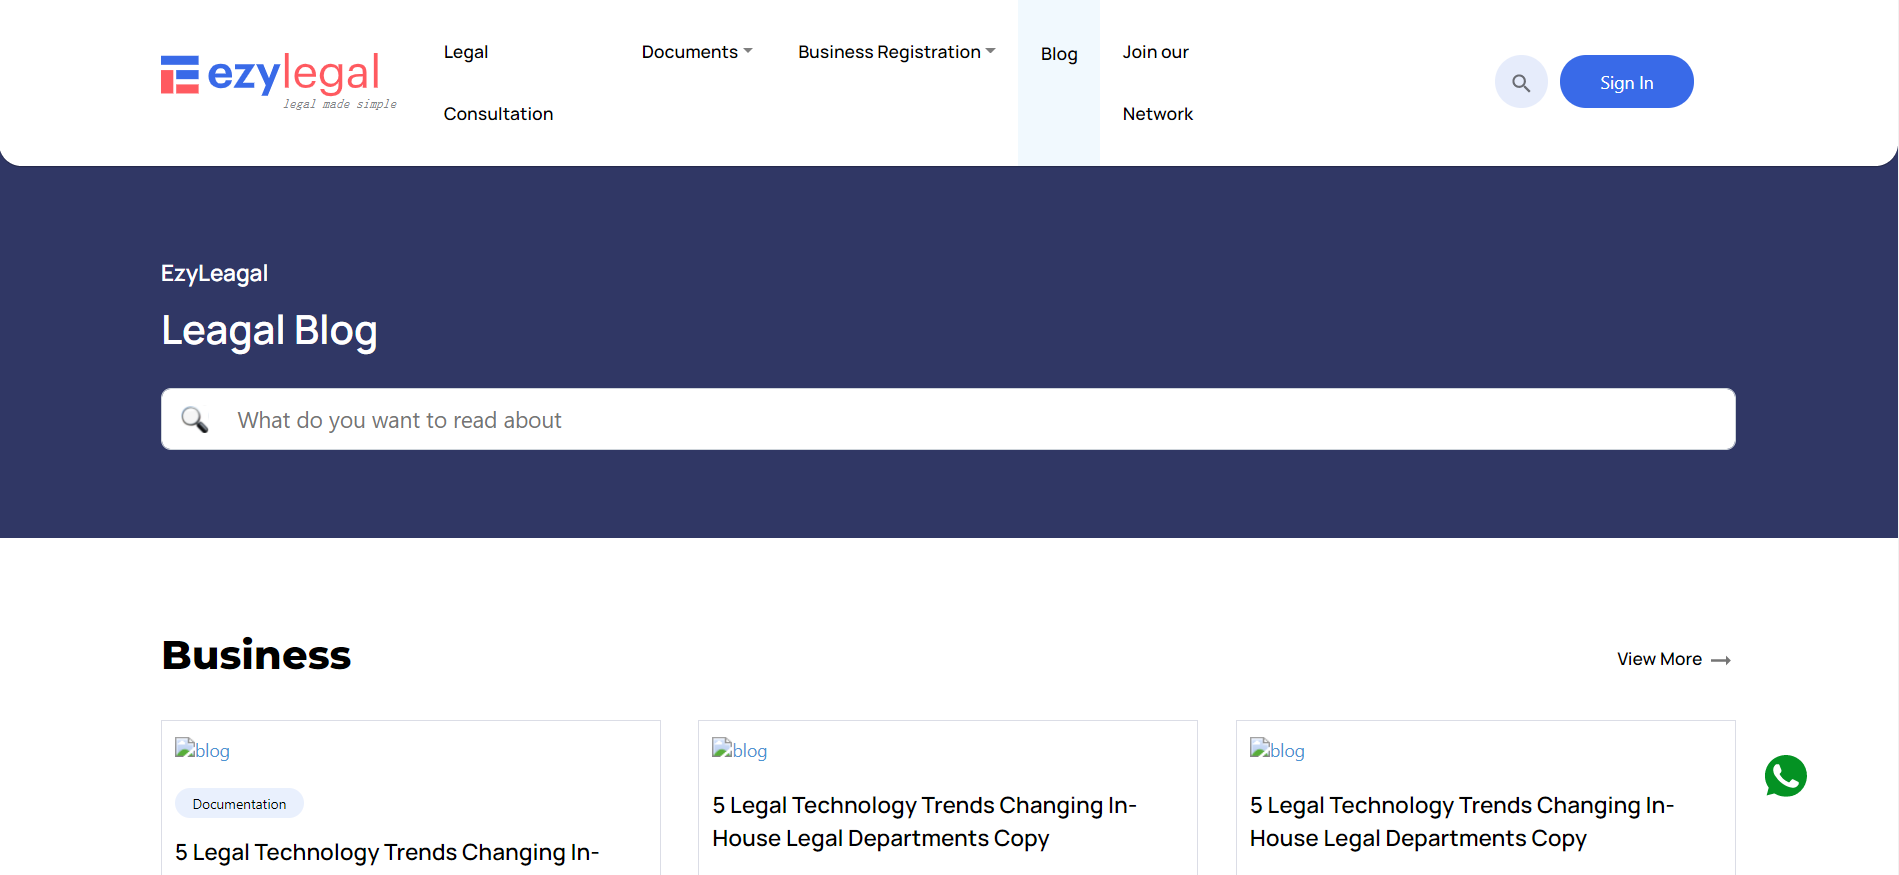 ezylegal
legal made simple
Legal
Consultation
Documents
Business Registration
Blog
Join our
Network
Sign In
EzyLeagal
Leagal Blog
What do you want to read about
Business
View More
blog
Documentation
5 Legal Technology Trends Changing In-
blog
5 Legal Technology Trends Changing In-
House Legal Departments Copy
blog
5 Legal Technology Trends Changing In-
House Legal Departments Copy